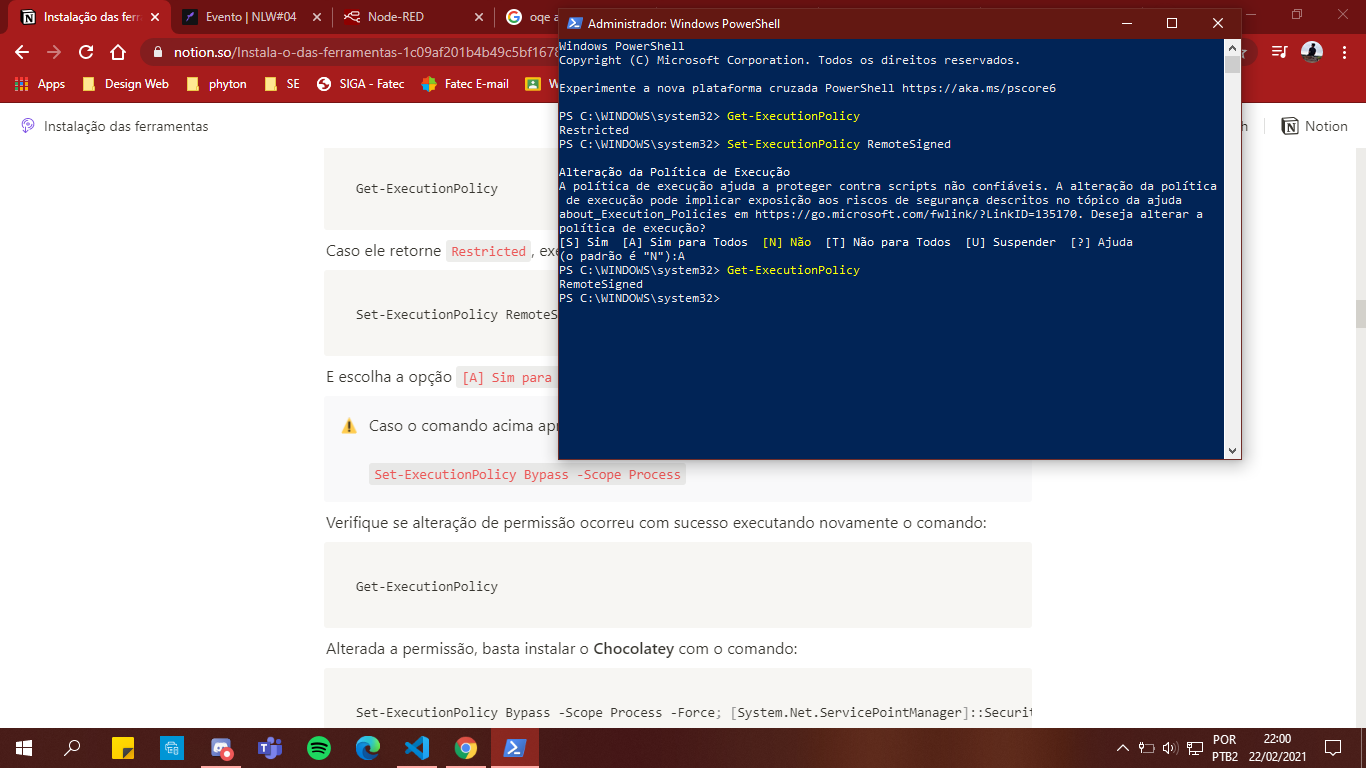 Instalação das ferra
Evento | NLW#04
Node-RED
oqe a
Administrador: Windows PowerShell
notion.so/Instala-o-das-ferramentas-1c09af201b4b49c5bf1678
Apps
Design Web
phyton
SE
SIGA - Fatec
Fatec E-mail
Instalação das ferramentas
Notion
Windows PowerShell
Copyright (C) Microsoft Corporation. Todos os direitos reservados.
Experimente a nova plataforma cruzada PowerShell https://aka.ms/pscore6
PS C:\WINDOWS\system32> Get-ExecutionPolicy
Restricted
PS C:\WINDOWS\system32> Set-ExecutionPolicy RemoteSigned
Alteração da Política de Execução
A política de execução ajuda a proteger contra scripts não confiáveis. A alteração da política
de execução pode implicar exposição aos riscos de segurança descritos no tópico da ajuda
about_Execution_Policies em https://go.microsoft.com/fwlink/?LinkID=135170. Deseja alterar a
política de execução?
[S] Sim  [A] Sim para Todos  [N] Não  [T] Não para Todos  [U] Suspender  [?] Ajuda
(o padrão é "N"):A
PS C:\WINDOWS\system32> Get-ExecutionPolicy
RemoteSigned
PS C:\WINDOWS\system32>
Get-ExecutionPolicy
Caso ele retorne Restricted, exe
Set-ExecutionPolicy RemoteS
E escolha a opção [A] Sim para
Caso o comando acima apr
Set-ExecutionPolicy Bypass -Scope Process
Verifique se alteração de permissão ocorreu com sucesso executando novamente o comando:
Get-ExecutionPolicy
Alterada a permissão, basta instalar o Chocolatey com o comando:
Set-ExecutionPolicy Bypass -Scope Process -Force; [System.Net.ServicePointManager]::Securit
POR
PTB2
22:00
22/02/2021